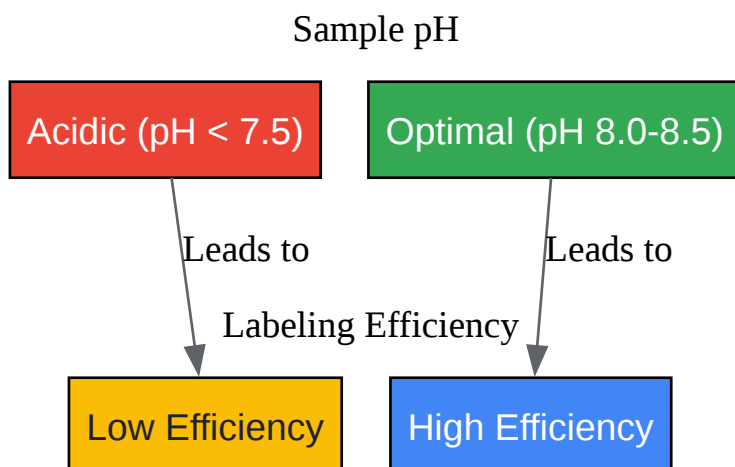 Sample pH
Acidic (pH < 7.5)
Optimal (pH 8.0-8.5)
Leads to
Leads to
Labeling Efficiency
Low Efficiency
High Efficiency